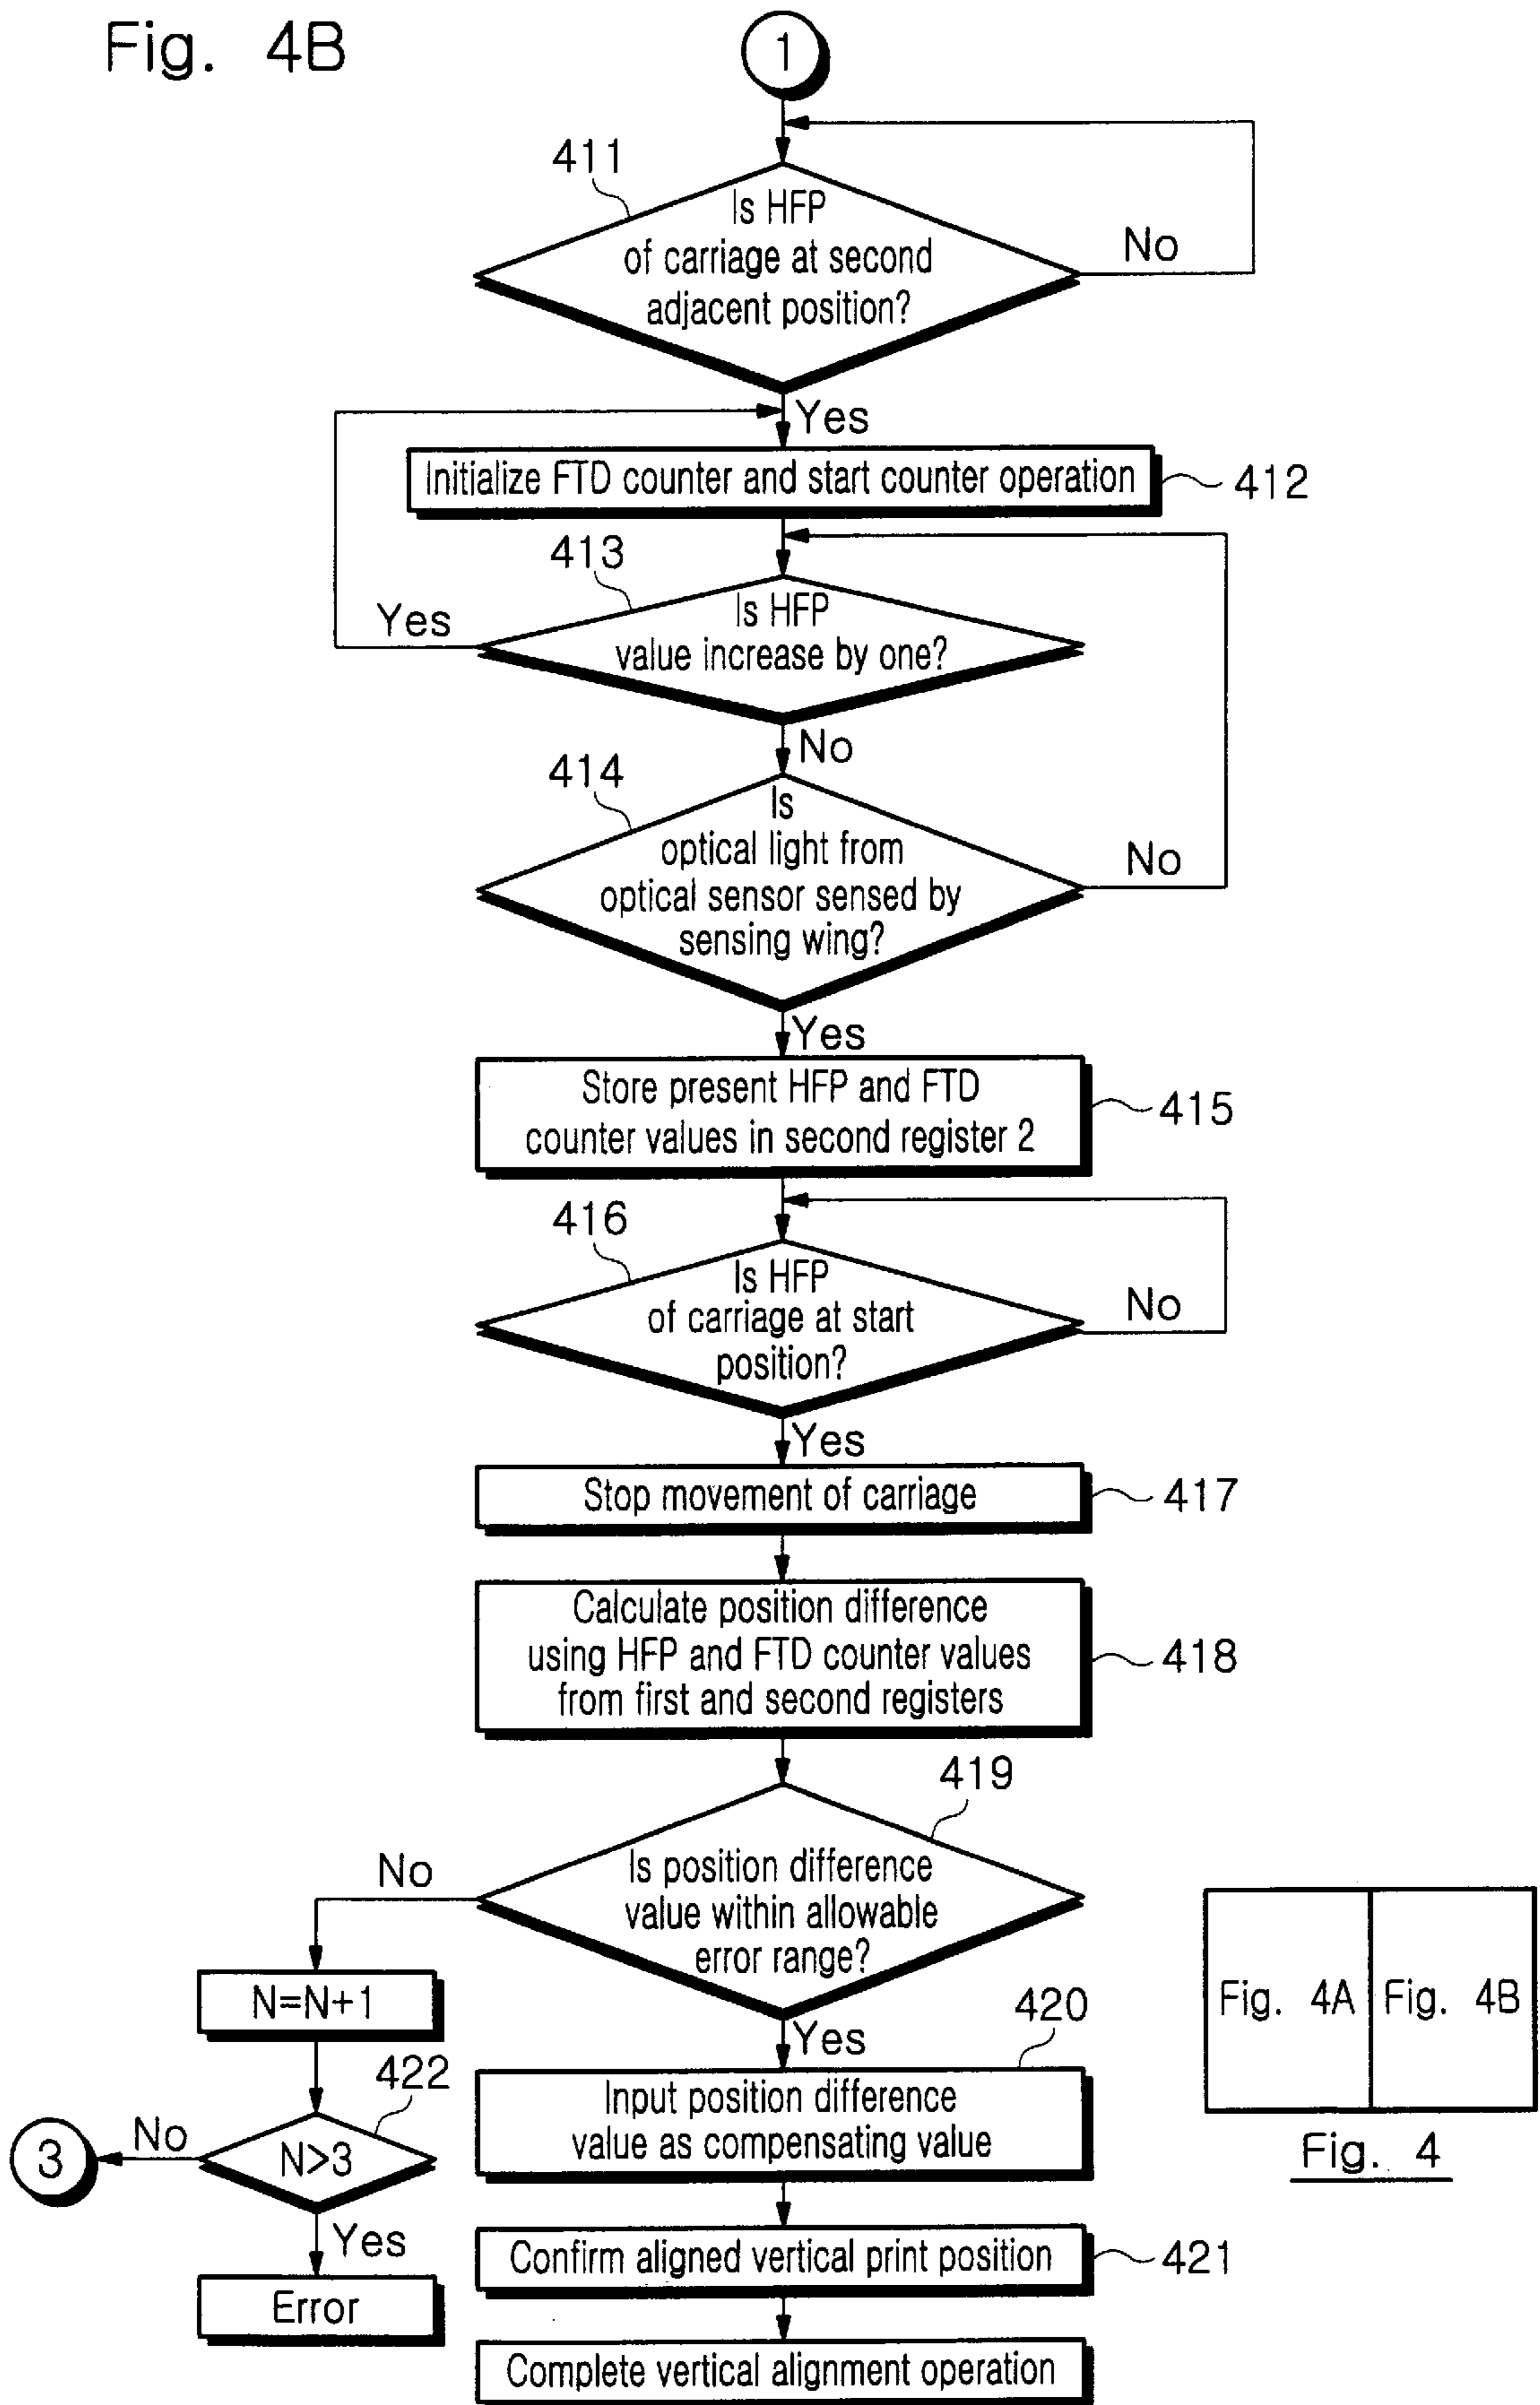 Fig. 4B
1
411
Is HFP
of carriage at second
adjacent position?
No
Yes
Initialize FTD counter and start counter operation
412
413
Is HFP
value increase by one?
Yes
No
414
Is
optical light from
optical sensor sensed by
sensing wing?
No
Yes
Store present HFP and FTD
counter values in second register 2
415
416
Is HFP
of carriage at start
position?
No
Yes
Stop movement of carriage
417
Calculate position difference
using HFP and FTD counter values
from first and second registers
418
419
Is position difference
value within allowable
error range?
No
Yes
N=N+1
422
N>3
No
3
Yes
Error
420
Input position difference
value as compensating value
Confirm aligned vertical print position
421
Complete vertical alignment operation
Fig. 4A
Fig. 4B
Fig. 4